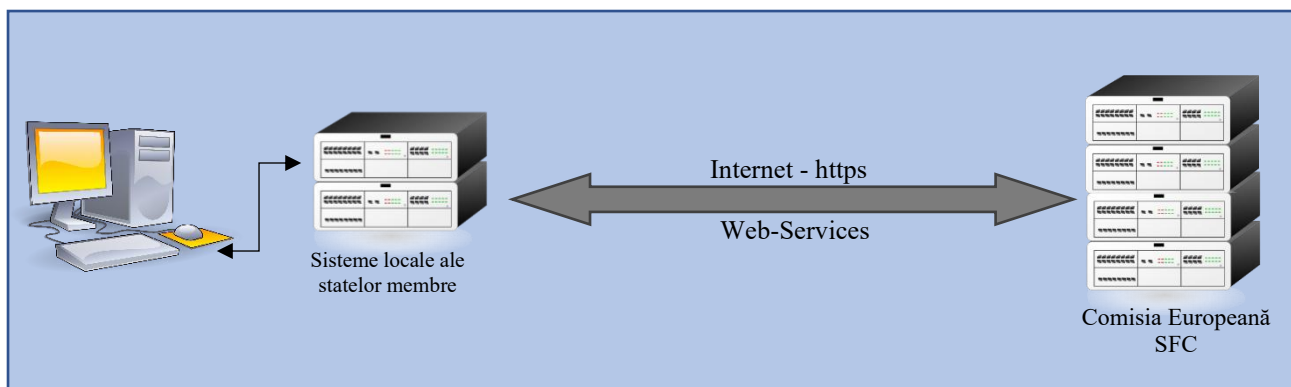 Internet - https
Web-Services
Sisteme locale ale
statelor membre
Comisia Europeană
SFC